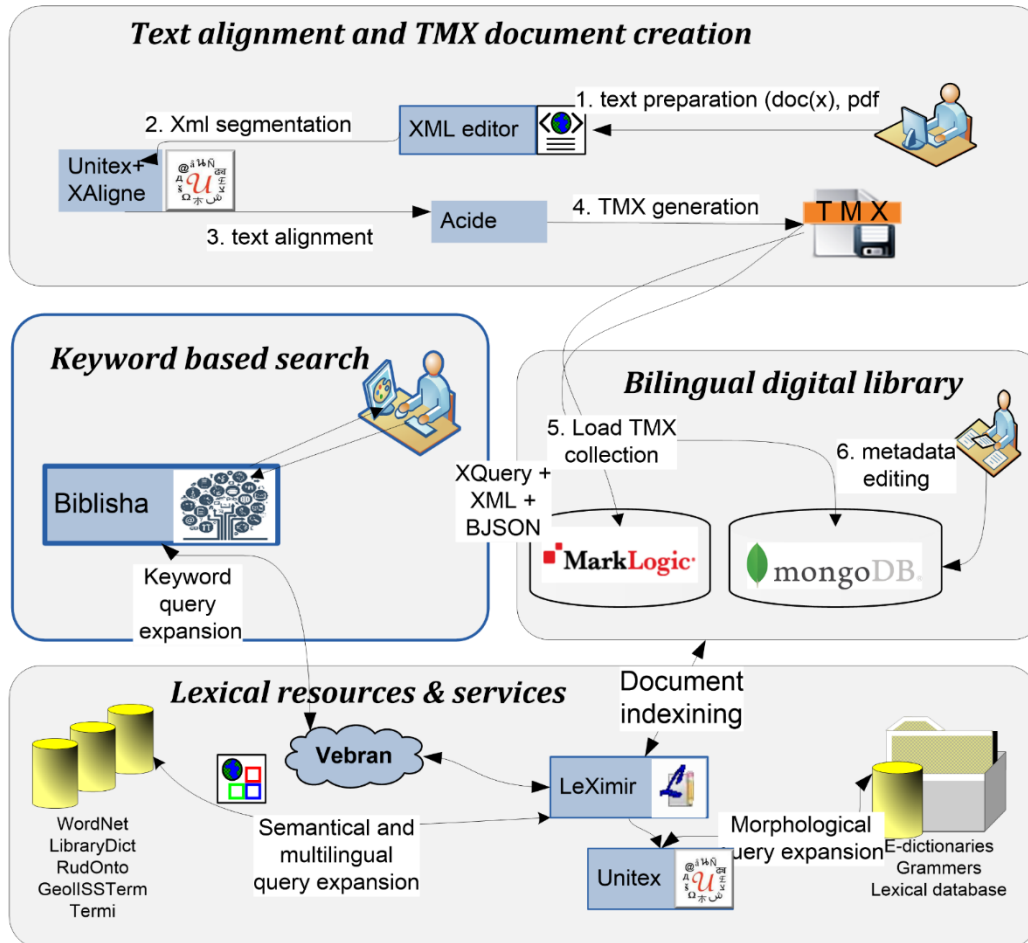 Text alignment and TMX document creation
1. text preparation (doc(x), pdf
2. Xml segmentation
XML editor
Unitex+
XAligne
3. text alignment
Acide
4. TMX generation
T M X
Keyword based search
Biblisha
Keyword
query
expansion
Bilingual digital library
5. Load TMX
collection
6. metadata
editing
XQuery +
XML +
BJSON
MarkLogic
mongoDB
Lexical resources & services
Document
indexining
Vebran
LeXimir
WordNet
LibraryDict
RudOnto
GeolISSTerm
Termi
Semantical and
multilingual
query expansion
Unitex
Morphological
query expansion
E-dictionaries
Grammers
Lexical database